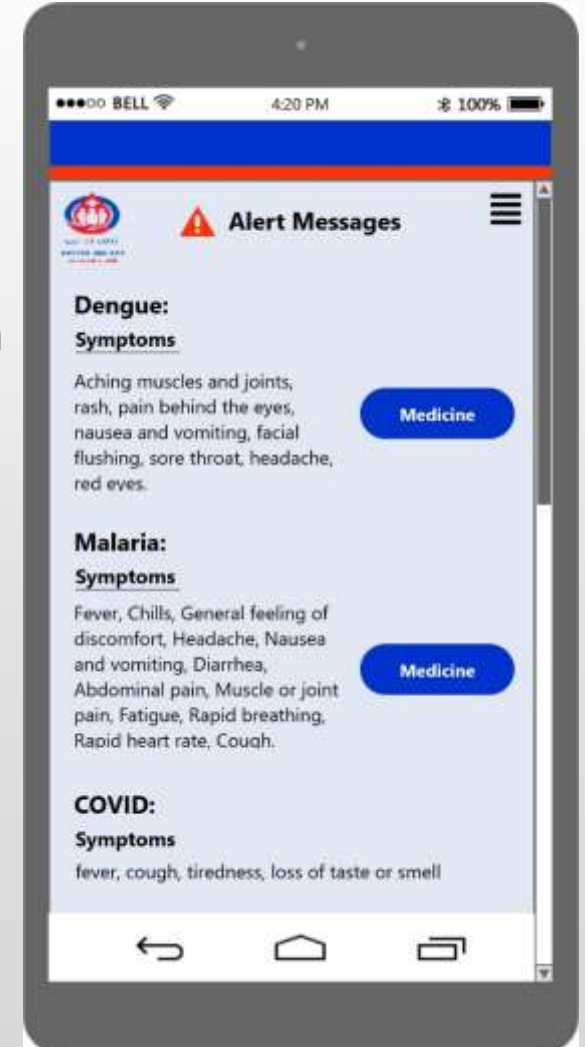 BELL 4:20 PM 100%
Alert Messages
Dengue:
Symptoms
Aching muscles and joints,
rash, pain behind the eyes,
nausea and vomiting, facial
flushing, sore throat, headache,
red eyes.
Medicine
Malaria:
Symptoms
Fever, Chills, General feeling of
discomfort, Headache, Nausea
and vomiting, Diarrhea,
Abdominal pain, Muscle or joint
pain, Fatigue, Rapid breathing,
Rapid heart rate, Cough.
Medicine
COVID:
Symptoms
fever, cough, tiredness, loss of taste or smell